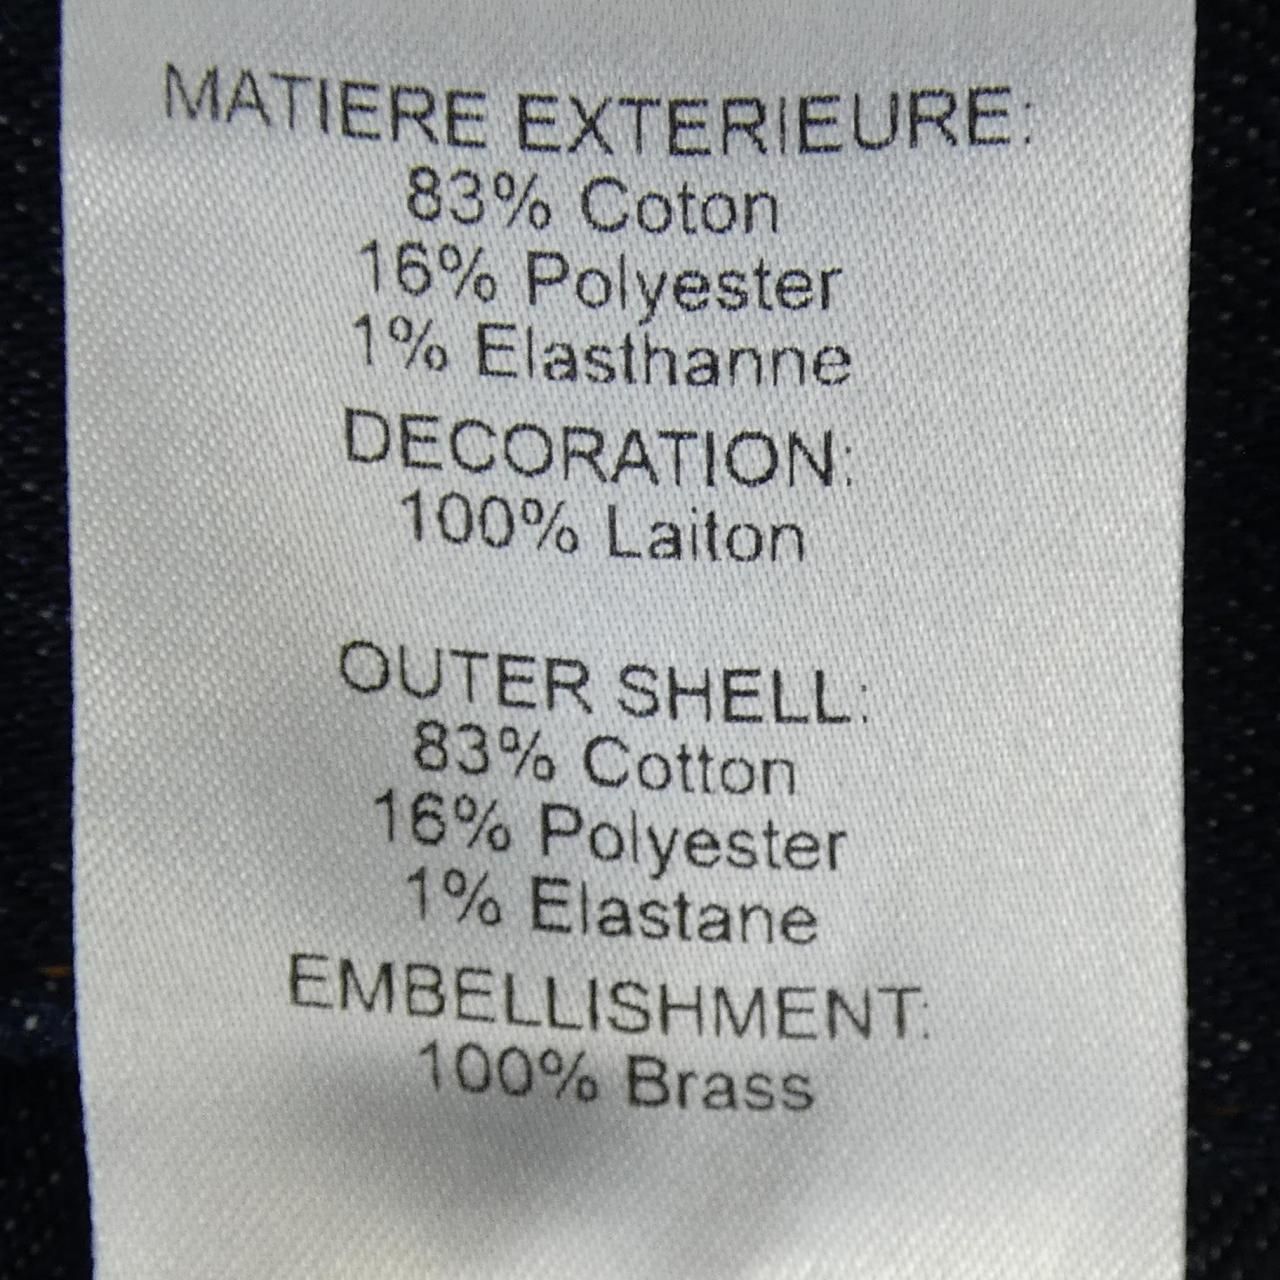 MATIERE EXTERIEURE:
83% Coton
16% Polyester
1% Elasthanne
DECORATION:
100% Laiton
OUTER SHELL:
83% Cotton
16% Polyester
1% Elastane
EMBELLISHMENT:
100% Brass